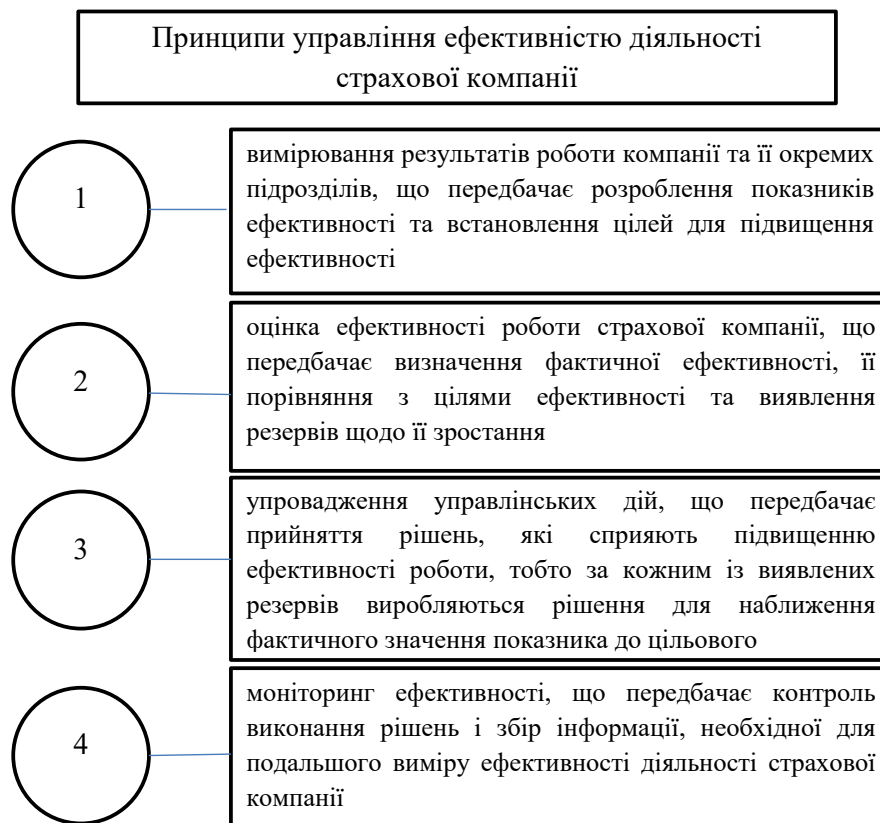 Принципи управління ефективністю діяльності
страхової компанії
1
вимірювання результатів роботи компанії та її окремих
підрозділів, що передбачає розроблення показників
ефективності та встановлення цілей для підвищення
ефективності
2
оцінка ефективності роботи страхової компанії, що
передбачає визначення фактичної ефективності, її
порівняння з цілями ефективності та виявлення
резервів щодо її зростання
3
упровадження управлінських дій, що передбачає
прийняття рішень, які сприяють підвищенню
ефективності роботи, тобто за кожним із виявлених
резервів виробляються рішення для наближення
фактичного значення показника до цільового
4
моніторинг ефективності, що передбачає контроль
виконання рішень і збір інформації, необхідної для
подальшого виміру ефективності діяльності страхової
компанії